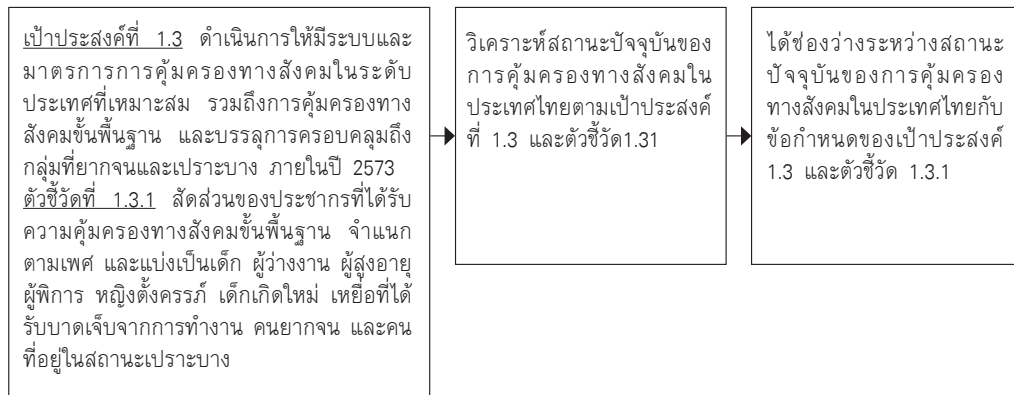 เป้าประสงค์ที่ 1.3 ดำเนินการให้มีระบบและ
มาตรการการคุ้มครองทางสังคมในระดับ
ประเทศที่เหมาะสม รวมถึงการคุ้มครองทาง
สังคมขั้นพื้นฐาน และบรรลุการครอบคลุมถึง
กลุ่มที่ยากจนและเปราะบาง ภายในปี 2573
ตัวชี้วัดที่ 1.3.1 สัดส่วนของประชากรที่ได้รับ
ความคุ้มครองทางสังคมขั้นพื้นฐาน จำแนก
ตามเพศ และแบ่งเป็นเด็ก ผู้ว่างงาน ผู้สูงอายุ
ผู้พิการ หญิงตั้งครรภ์ เด็กเกิดใหม่ เหยื่อที่ได้
รับบาดเจ็บจากการทำงาน คนยากจน และคน
ที่อยู่ในสถานะเปราะบาง
วิเคราะห์สถานะปัจจุบันของ
การคุ้มครองทางสังคมใน
ประเทศไทยตามเป้าประสงค์
ที่ 1.3 และตัวชี้วัด1.31
ได้ช่องว่างระหว่างสถานะ
ปัจจุบันของการคุ้มครอง
ทางสังคมในประเทศไทยกับ
ข้อกำหนดของเป้าประสงค์
1.3 และตัวชี้วัด 1.3.1